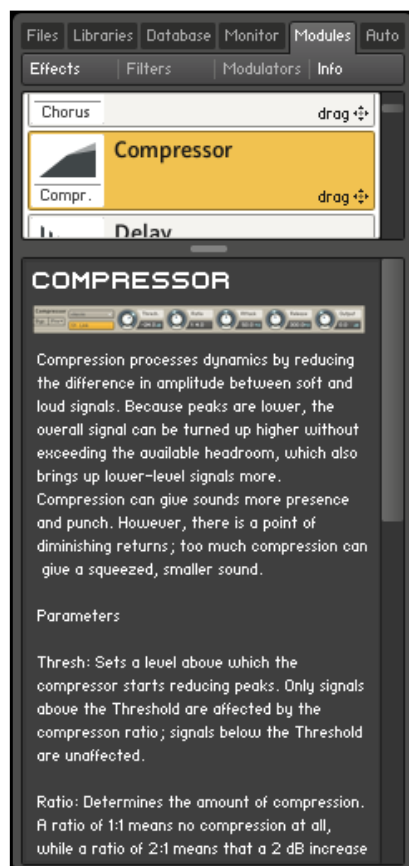 Files Libraries Database Monitor Modules Auto
Effects Filters Modulators Info
Chorus drag
Compressor
Compr. drag
Delay
COMPRESSOR
Compressor Thresh. Ratio Attack Release Output
Compression processes dynamics by reducing
the difference in amplitude between soft and
loud signals. Because peaks are lower, the
overall signal can be turned up higher without
exceeding the available headroom, which also
brings up lower-level signals more.
Compression can give sounds more presence
and punch. However, there is a point of
diminishing returns; too much compression can
give a squeezed, smaller sound.
Parameters
Thresh: Sets a level above which the
compressor starts reducing peaks. Only signals
above the Threshold are affected by the
compresson ratio; signals below the Threshold
are unaffected.
Ratio: Determines the amount of compression.
A ratio of 1:1 means no compression at all,
while a ratio of 2:1 means that a 2 dB increase